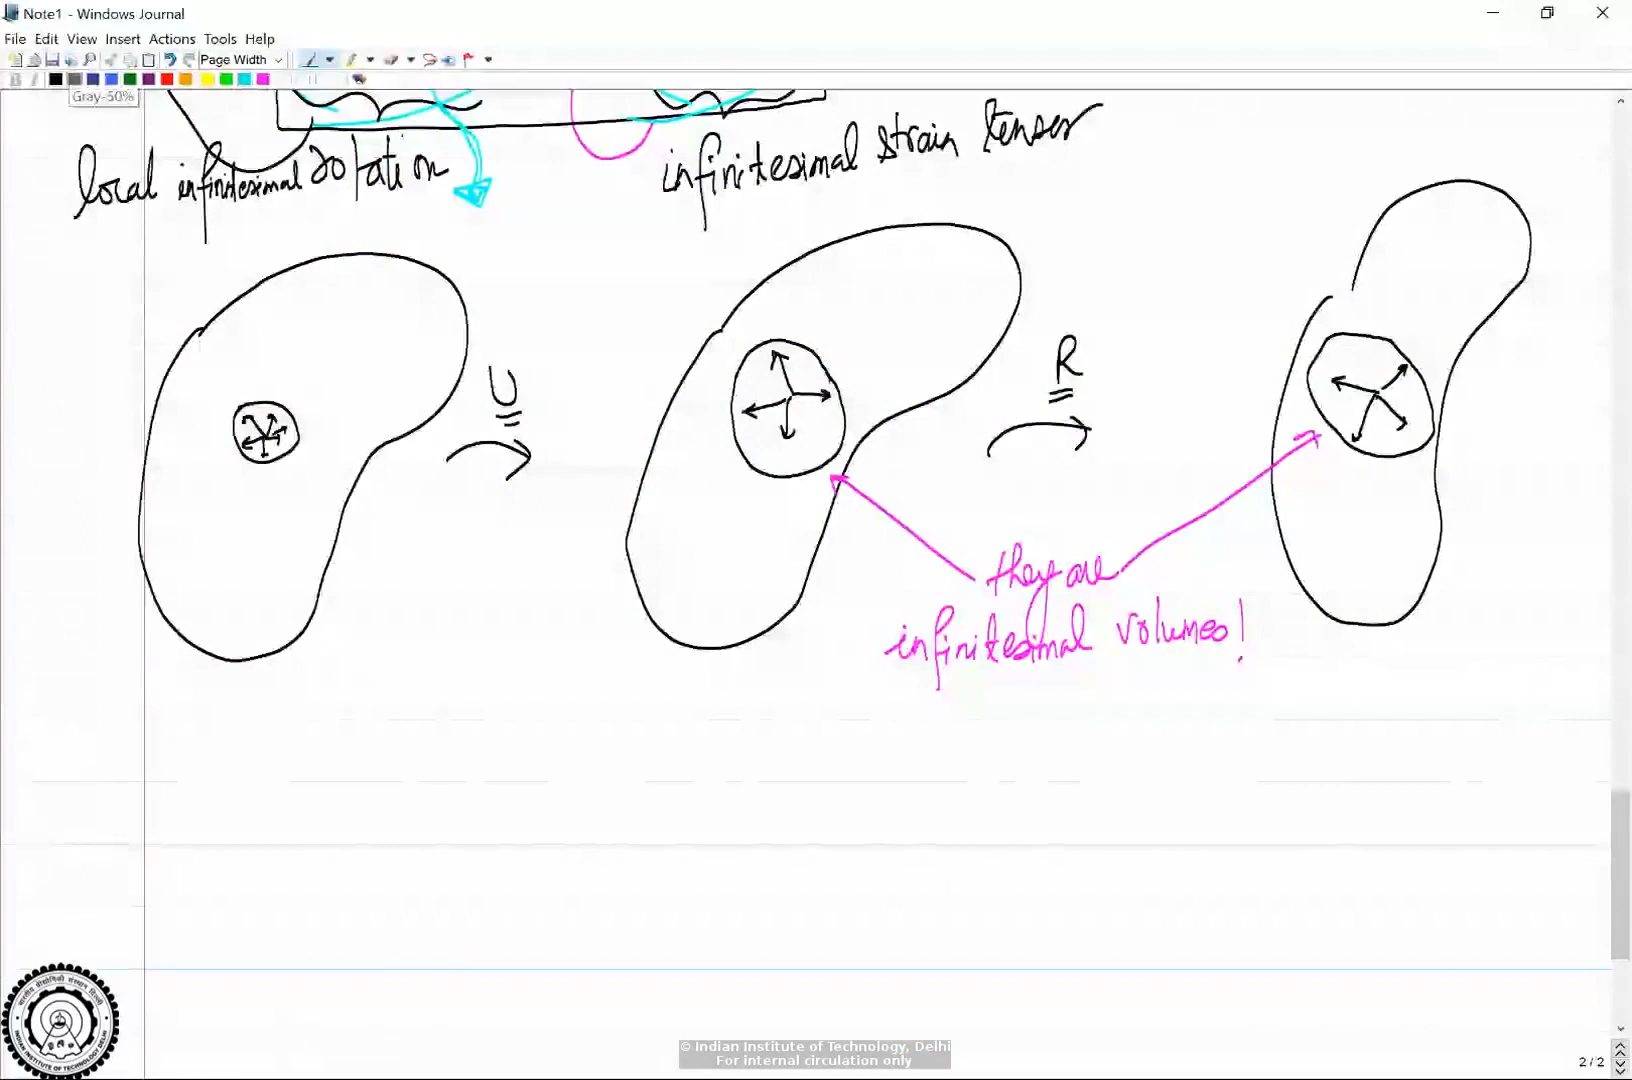 Note1 - Windows Journal
File Edit View Insert Actions Tools Help
Page Width
Gray-50%
local infinitesimal rotation
infinitesimal strain tensor
U
R
they are
infinitesimal volumes!
© Indian Institute of Technology, Delhi
For internal circulation only
2 / 2